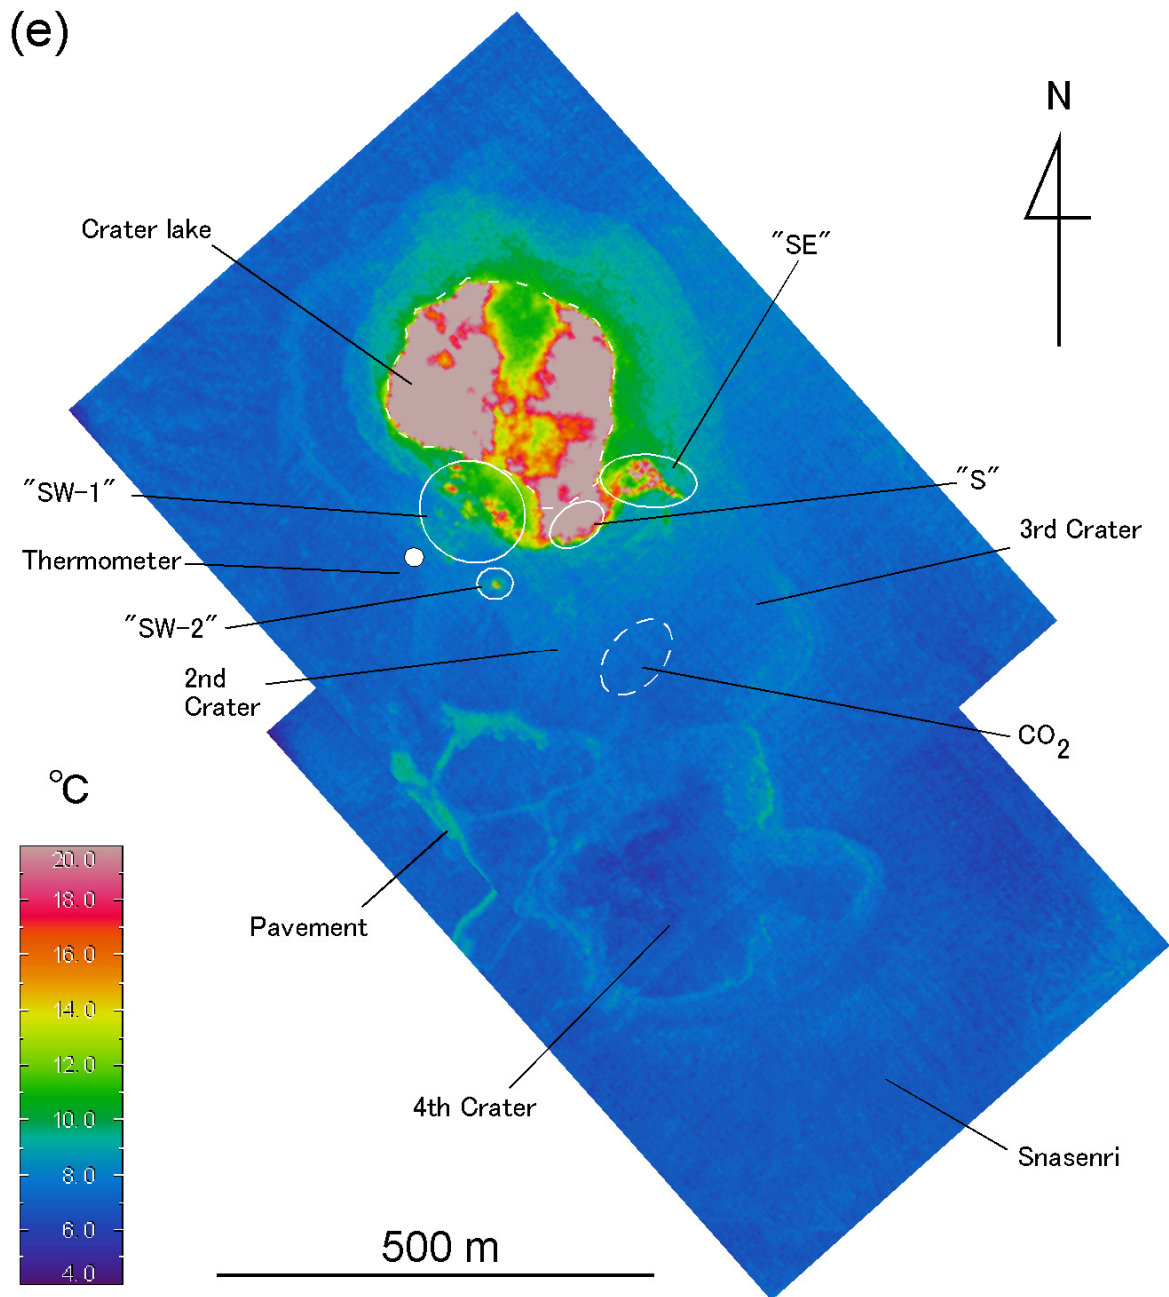 (e)
N
Crater lake
"SE"
"SW-1"
"S"
3rd Crater
Thermometer
"SW-2"
2nd
Crater
CO2
°C
20.0
18.0
16.0
14.0
12.0
10.0
8.0
6.0
4.0
Pavement
4th Crater
Snasenri
500 m